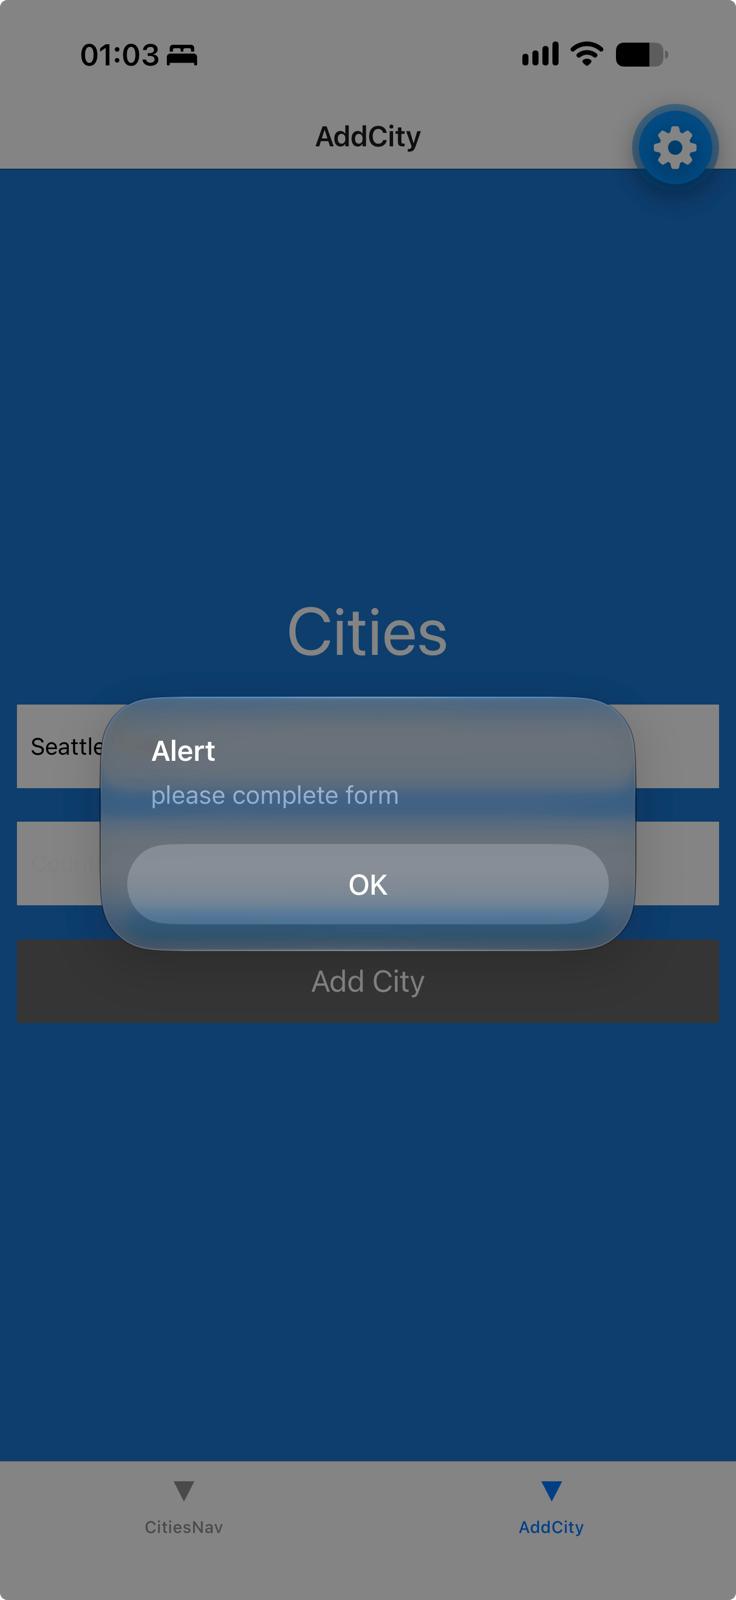 01:03
AddCity
Cities
Seattle
Alert
please complete form
OK
Add City
CitiesNav
AddCity